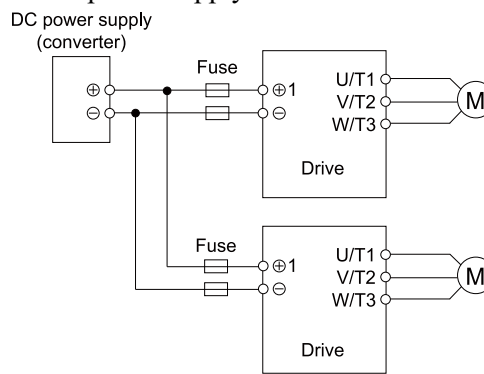 DC power supply
(converter)
Fuse
⊕
⊕1
U/T1
⊖
⊖
V/T2
M
W/T3
Drive
Fuse
⊕1
U/T1
⊖
V/T2
M
W/T3
Drive